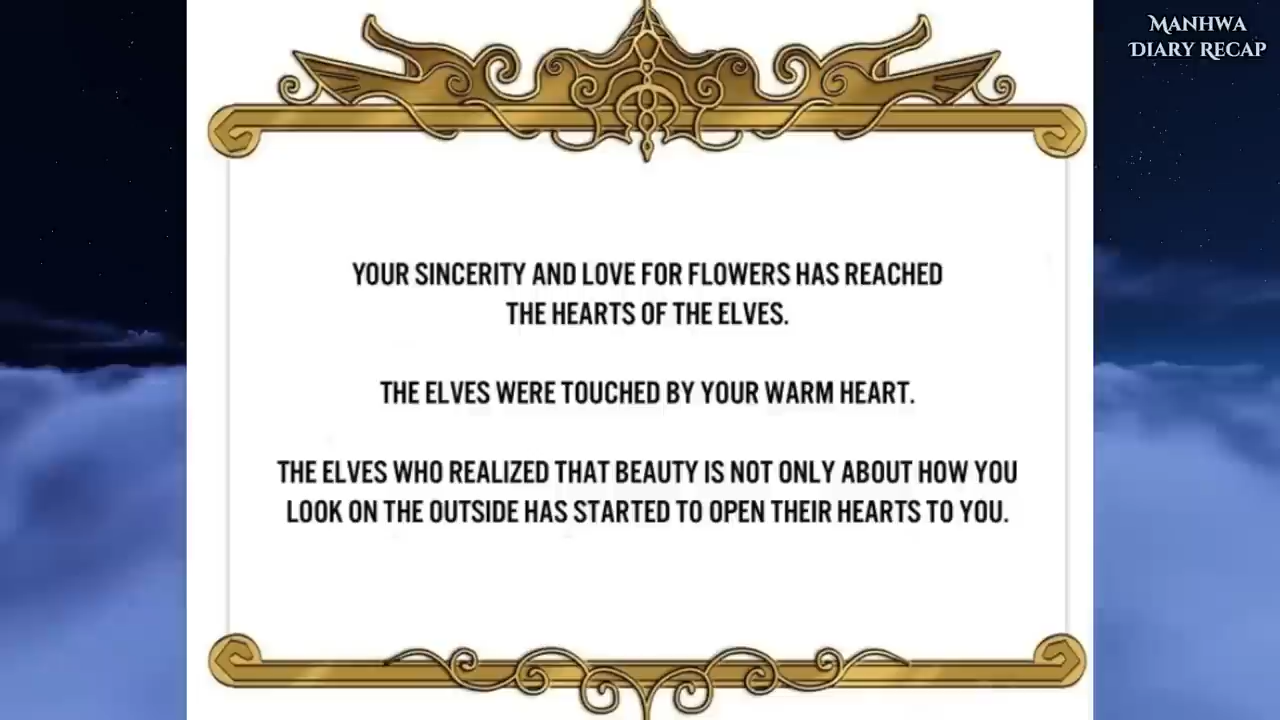 MANHWA
DIARY RECAP
YOUR SINCERITY AND LOVE FOR FLOWERS HAS REACHED
THE HEARTS OF THE ELVES.
THE ELVES WERE TOUCHED BY YOUR WARM HEART.
THE ELVES WHO REALIZED THAT BEAUTY IS NOT ONLY ABOUT HOW YOU
LOOK ON THE OUTSIDE HAS STARTED TO OPEN THEIR HEARTS TO YOU.